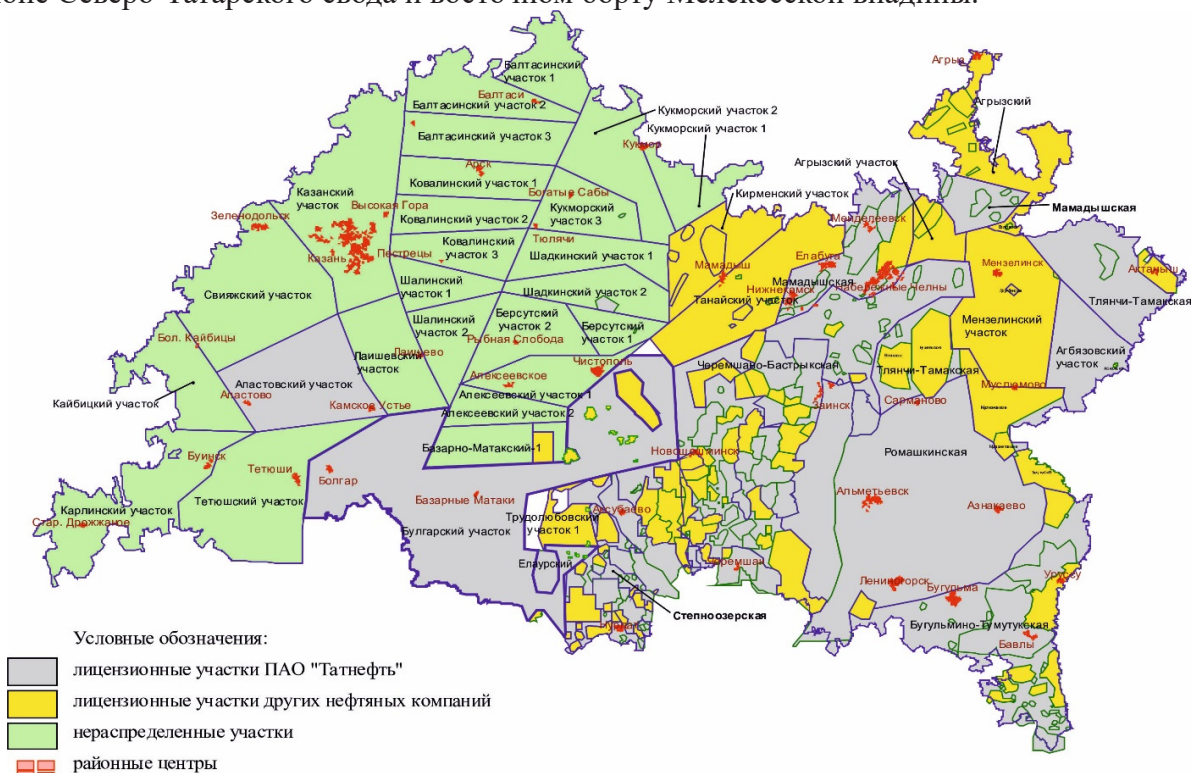 оне Северо-Татарского свода и восточном борту Мелекесской впадины.
Балтасинский
участок 1
Агрыз
Балтаси
Балтасинский участок 2
Агрызский
Кукморский участок 2
Кукморский участок 1
Балтасинский участок 3
Кукмор
Агрызский участок
Арск
Ковалинский участок 1
Богатые Сабы
Кирменский участок
Казанский
участок
Высокая Гора
Зеленодольск
Кукморский
участок 3
Мамадышская
Менделеевск
Ковалинский участок 2
Тюлячи
Казань
Пестрецы
Ковалинский
участок 3
Шадкинский участок 1
Мамадыш
Елабуга
Мамадышская
Мензелинск
Актаныш
Шалинский
участок 1
Свияжский участок
Шадкинский участок 2
Нижнекамск
Набережные Челны
Танайский участок
Тлянчи-Тамакская
Шалинский
участок 2
Берсутский
участок 2
Берсутский
участок 1
Мензелинский
участок
Бол. Кайбицы
Рыбная Слобода
Лаишевский
участок
Лаишево
Агбязовский
участок
Чистополь
Черемшано-Бастрыкская
Тлянчи-Тамакская
Апастовский участок
Апастово
Алексеевское
Муслюмово
Кайбицкий участок
Камское Устье
Алексеевский участок 1
Заинск
Сарманово
Алексеевский участок 2
Базарно-Матакский-1
Новошешминск
Ромашкинская
Буинск
Тетюши
Болгар
Тетюшский участок
Базарные Матаки
Альметьевск
Азнакаево
Карлинский участок
Стар. Дрожжаное
Трудолюбовский
участок 1
Аксубаево
Булгарский участок
Елаурский
Черемшан
Лениногорск
Бугульма
Уруссу
Степноозерская
Нурлат
Бугульмино-Тумутукская
Бавлы
Условные обозначения:
лицензионные участки ПАО "Татнефть"
лицензионные участки других нефтяных компаний
нераспределенные участки
районные центры